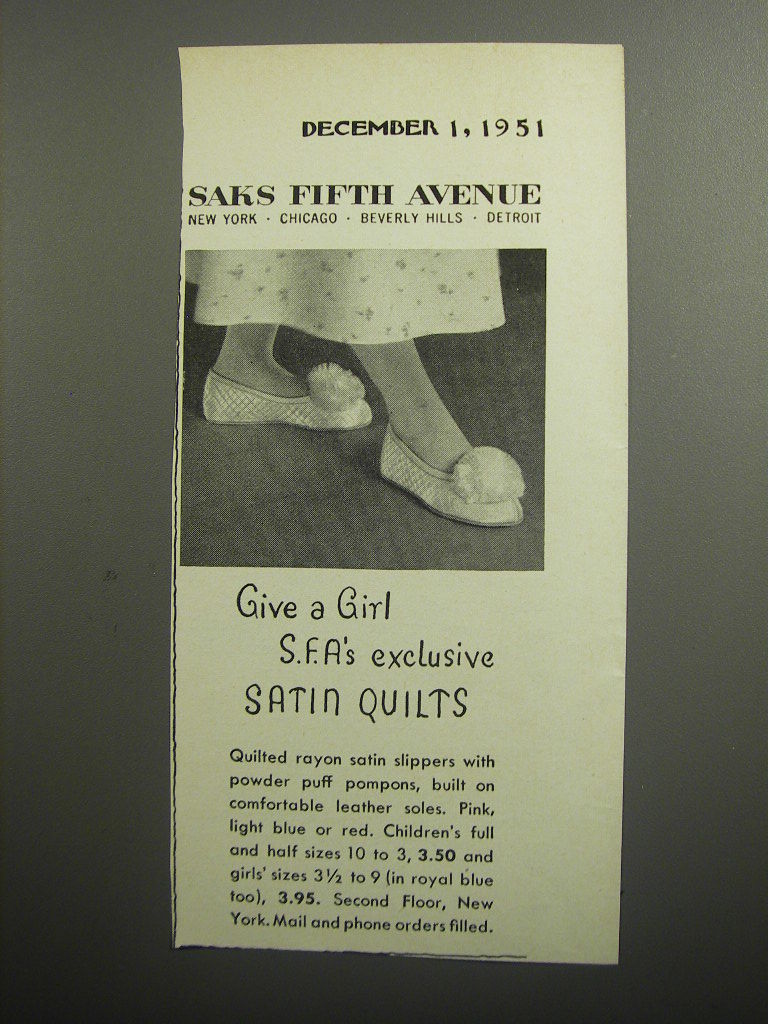 DECEMBER 1, 1951
SAKS FIFTH AVENUE
NEW YORK · CHICAGO · BEVERLY HILLS · DETROIT
Give a Girl
S.F.A's exclusive
SATIN QUILTS
Quilted rayon satin slippers with
powder puff pompons, built on
comfortable leather soles. Pink,
light blue or red. Children's full
and half sizes 10 to 3, 3.50 and
girls' sizes 3½ to 9 (in royal blue
too), 3.95. Second Floor, New
York. Mail and phone orders filled.